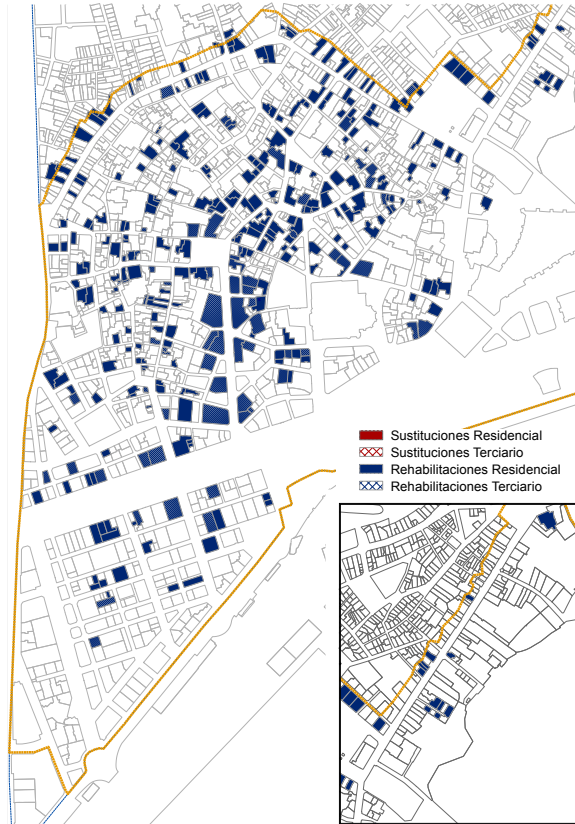 Sustituciones Residencial
Sustituciones Terciario
Rehabilitaciones Residencial
Rehabilitaciones Terciario